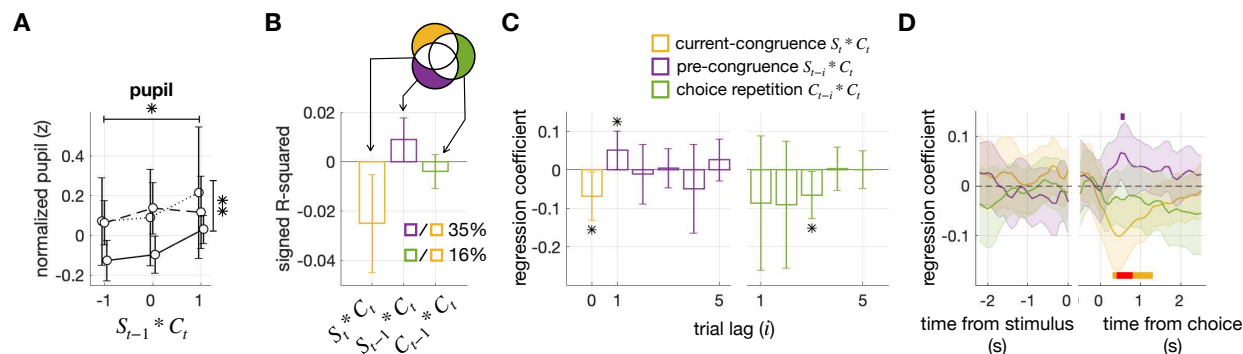 A
pupil
*
normalized pupil (z)
0.4
0.2
0
-0.2
**
-1
0
1
S_{t−1} * C_t
B
signed R-squared
0.02
0
-0.02
-0.04
/ 35%
/ 16%
S_t * C_t
S_{t−1} * C_t
C_{t−1} * C_t
C
current-congruence S_t * C_t
pre-congruence S_{t−i} * C_t
choice repetition C_{t−i} * C_t
regression coefficient
0.1
0
-0.1
-0.2
*
*
*
0
1
5
1
5
trial lag (i)
D
regression coefficient
0.1
0
-0.1
-2
-1
0
0
2
time from stimulus
(s)
time from choice
(s)